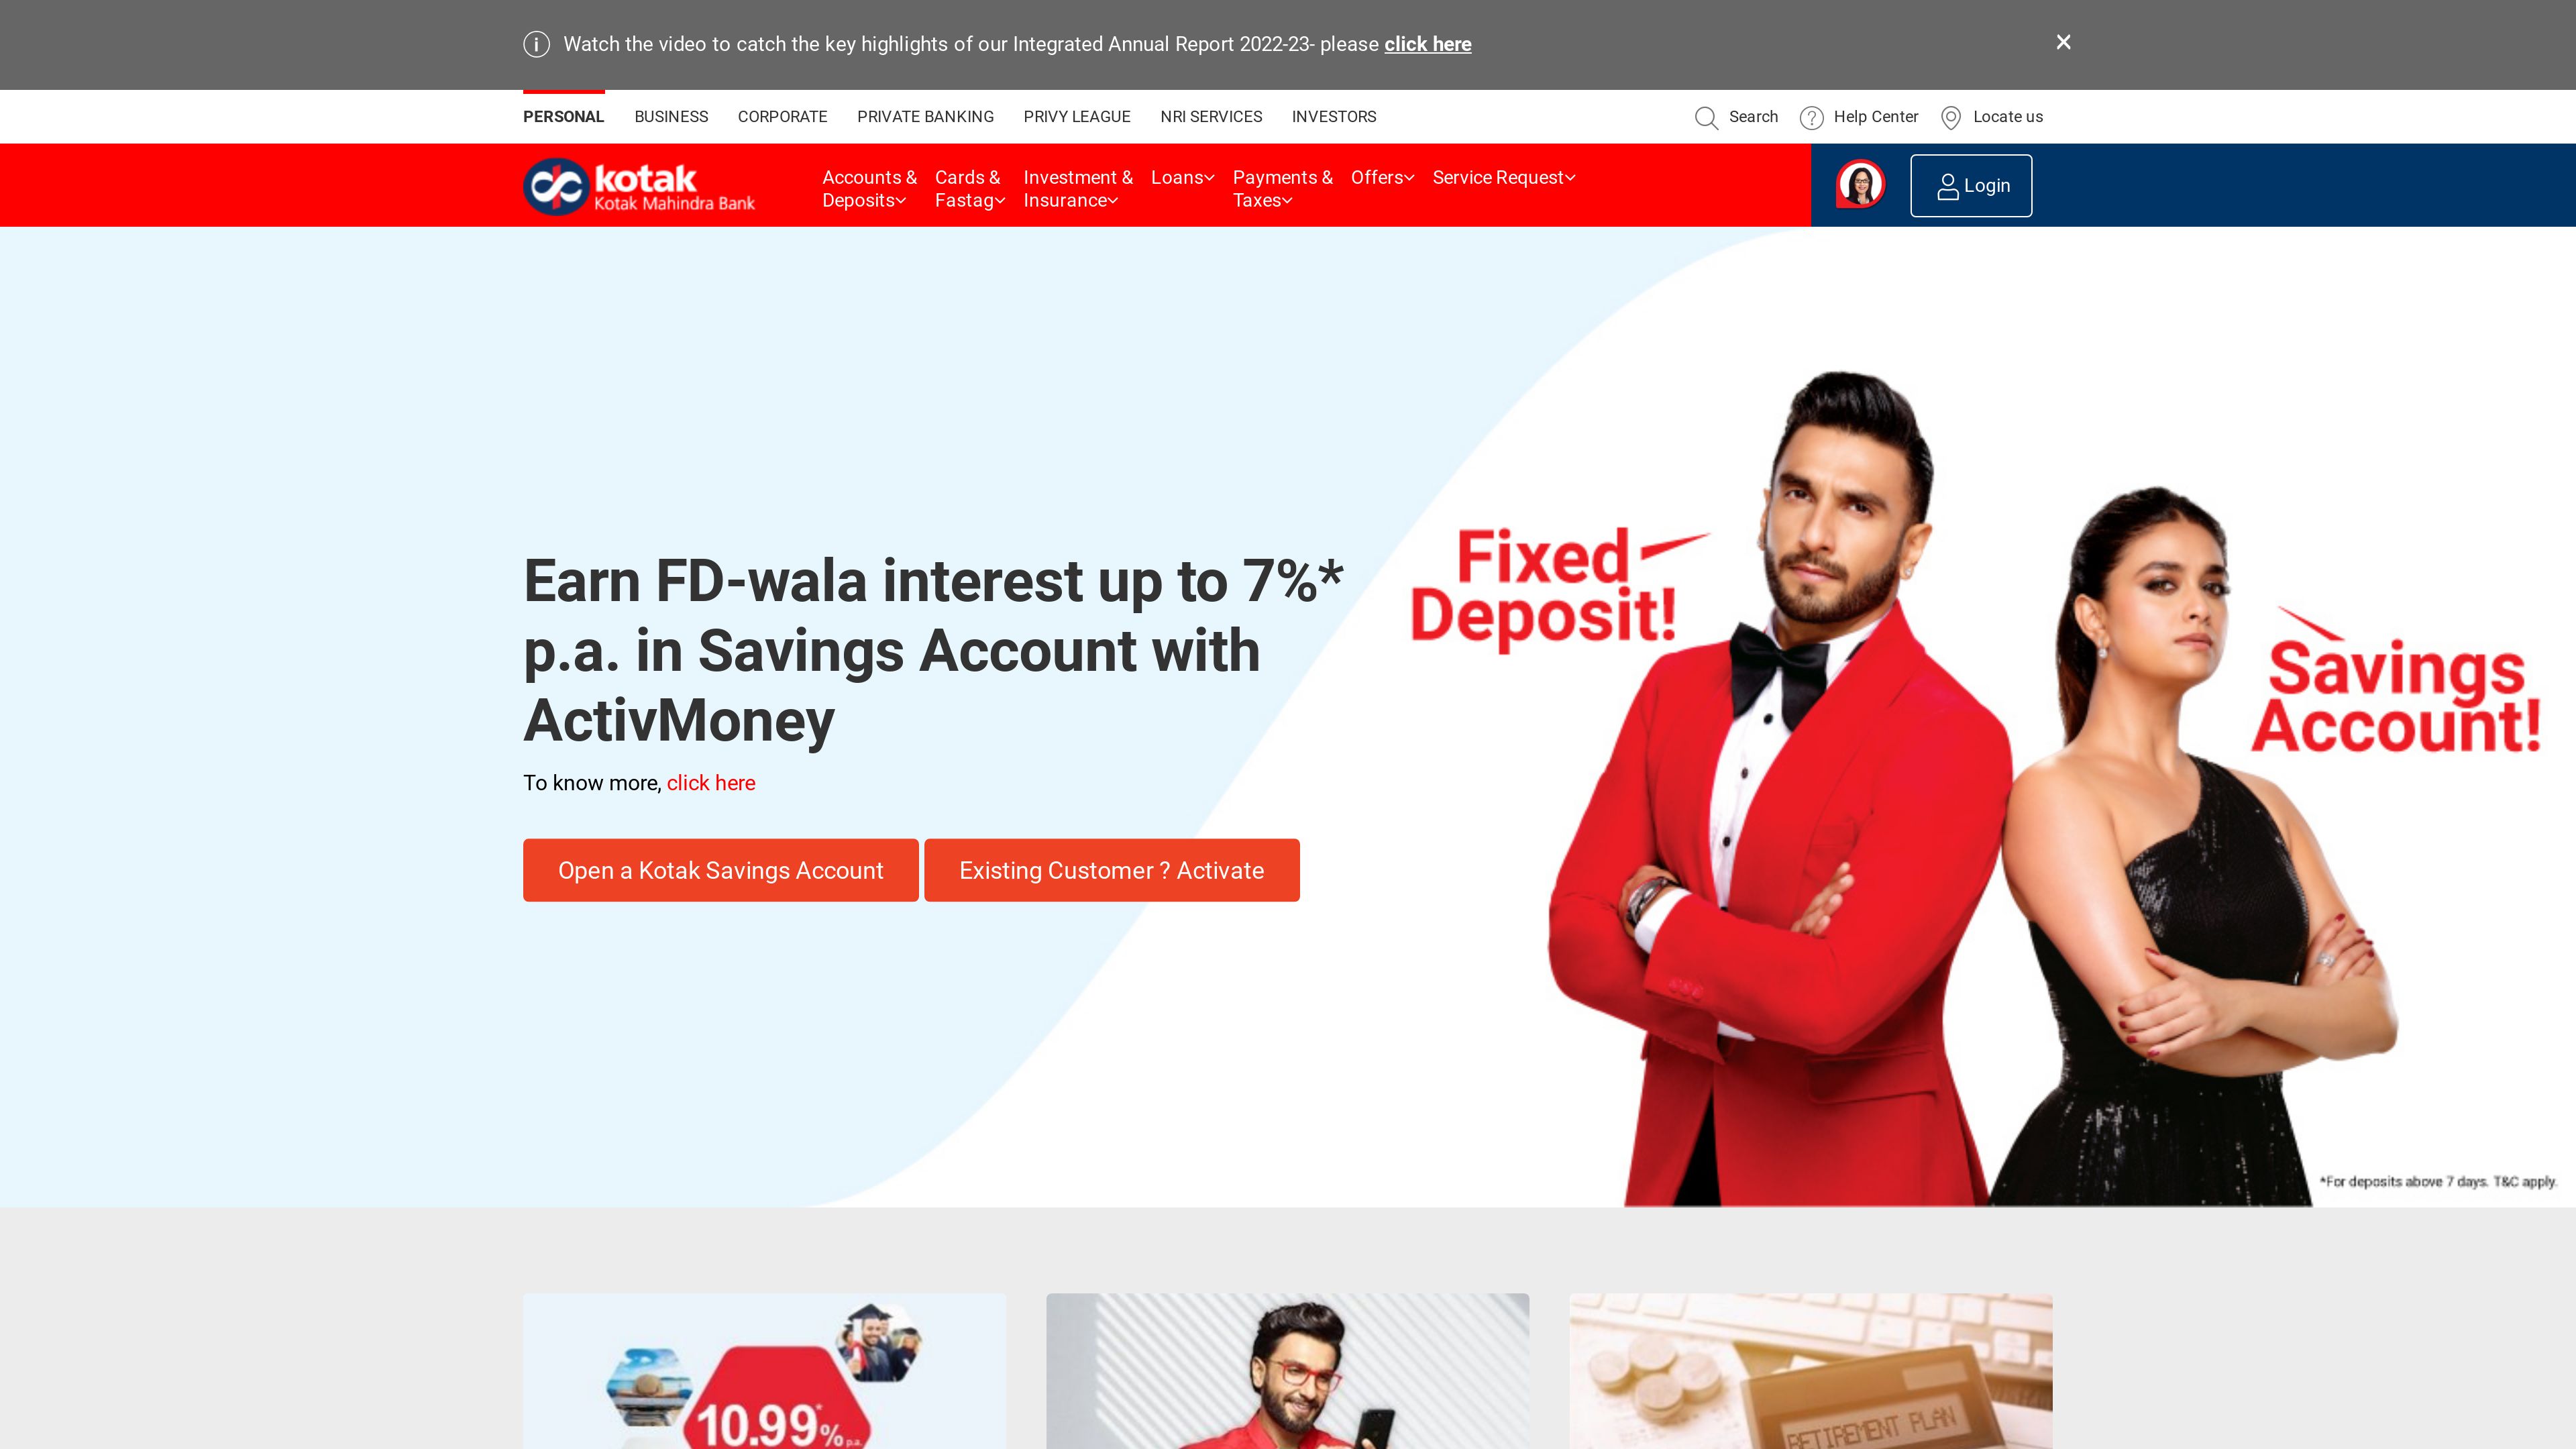 Watch the video to catch the key highlights of our Integrated Annual Report 2022-23- please click here
PERSONAL BUSINESS CORPORATE PRIVATE BANKING PRIVY LEAGUE NRI SERVICES INVESTORS Search Help Center Locate us
kotak
Kotak Mahindra Bank
Accounts &
Deposits
Cards &
Fastag
Investment &
Insurance
Loans
Payments &
Taxes
Offers
Service Request
Login
Earn FD-wala interest up to 7%*
p.a. in Savings Account with
ActivMoney
To know more, click here
Open a Kotak Savings Account
Existing Customer ? Activate
Fixed
Deposit!
Savings
Account!
*For deposits above 7 days. T&C apply.
10.99*% p.a.
RETIREMENT PLAN